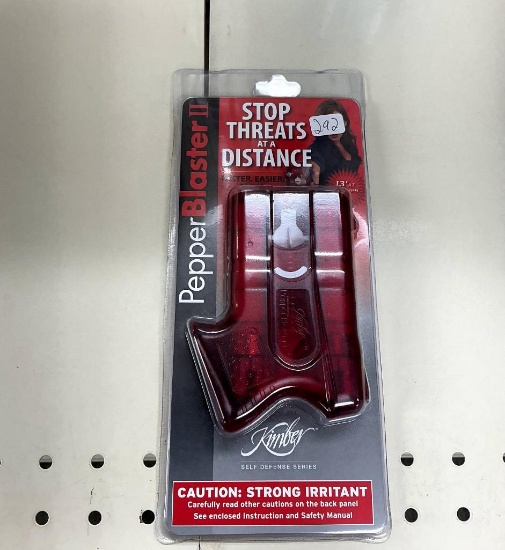 STOP
THREATS
AT A
DISTANCE
292
EASIER.
13'
PepperBlaster II
Kimber
SELF DEFENSE SERIES
CAUTION: STRONG IRRITANT
Carefully read other cautions on the back panel
See enclosed Instruction and Safety Manual